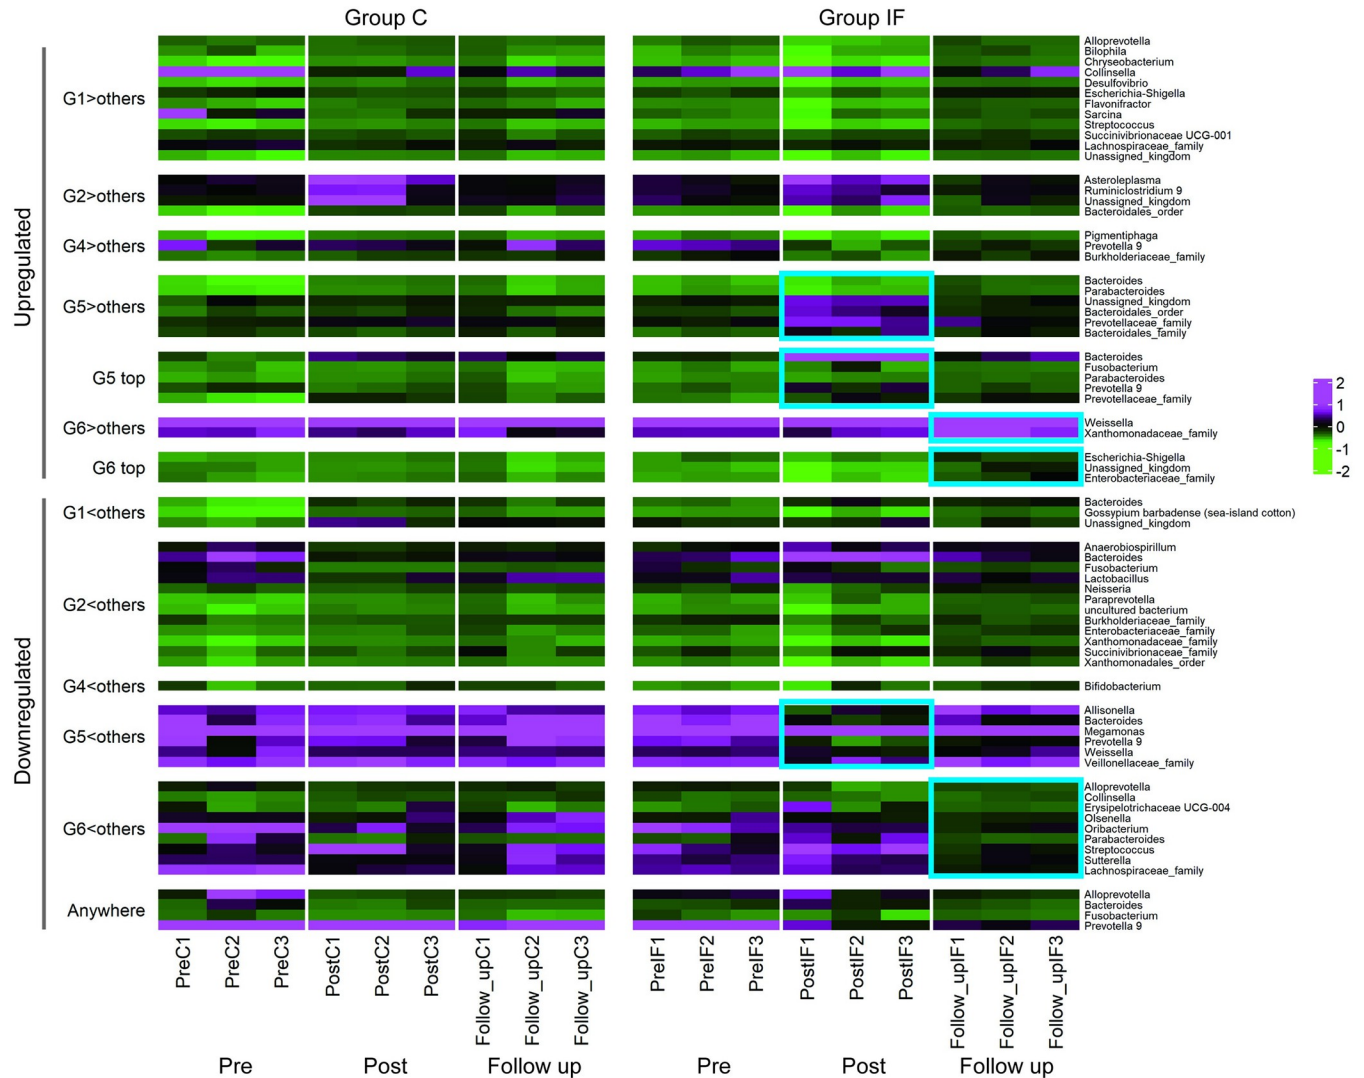 Group C
Group IF
Upregulated
G1>others
Alloprevotella
Bilophila
Chryseobacterium
Collinsella
Desulfovibrio
Escherichia-Shigella
Flavonifractor
Sarcina
Streptococcus
Succinivibrionaceae UCG-001
Lachnospiraceae_family
Unassigned_kingdom
G2>others
Asteroleplasma
Ruminiclostridium 9
Unassigned_kingdom
Bacteroidales_order
G4>others
Pigmentiphaga
Prevotella 9
Burkholderiaceae_family
G5>others
Bacteroides
Parabacteroides
Unassigned_kingdom
Bacteroidales_order
Prevotellaceae_family
Bacteroidales_family
G5 top
Bacteroides
Fusobacterium
Parabacteroides
Prevotella 9
Prevotellaceae_family
G6>others
Weissella
Xanthomonadaceae_family
G6 top
Escherichia-Shigella
Unassigned_kingdom
Enterobacteriaceae_family
2
1
0
-1
-2
Downregulated
G1<others
Bacteroides
Gossypium barbadense (sea-island cotton)
Unassigned_kingdom
G2<others
Anaerobiospirillum
Bacteroides
Fusobacterium
Lactobacillus
Neisseria
Paraprevotella
uncultured bacterium
Burkholderiaceae_family
Enterobacteriaceae_family
Xanthomonadaceae_family
Succinivibrionaceae_family
Xanthomonadales_order
G4<others
Bifidobacterium
G5<others
Allisonella
Bacteroides
Megamonas
Prevotella 9
Weissella
Veillonellaceae_family
G6<others
Alloprevotella
Collinsella
Erysipelotrichaceae UCG-004
Olsenella
Oribacterium
Parabacteroides
Streptococcus
Sutterella
Lachnospiraceae_family
Anywhere
Alloprevotella
Bacteroides
Fusobacterium
Prevotella 9
PreC1
PreC2
PreC3
PostC1
PostC2
PostC3
Follow_upC1
Follow_upC2
Follow_upC3
PreIF1
PreIF2
PreIF3
PostIF1
PostIF2
PostIF3
Follow_upIF1
Follow_upIF2
Follow_upIF3
Pre
Post
Follow up
Pre
Post
Follow up